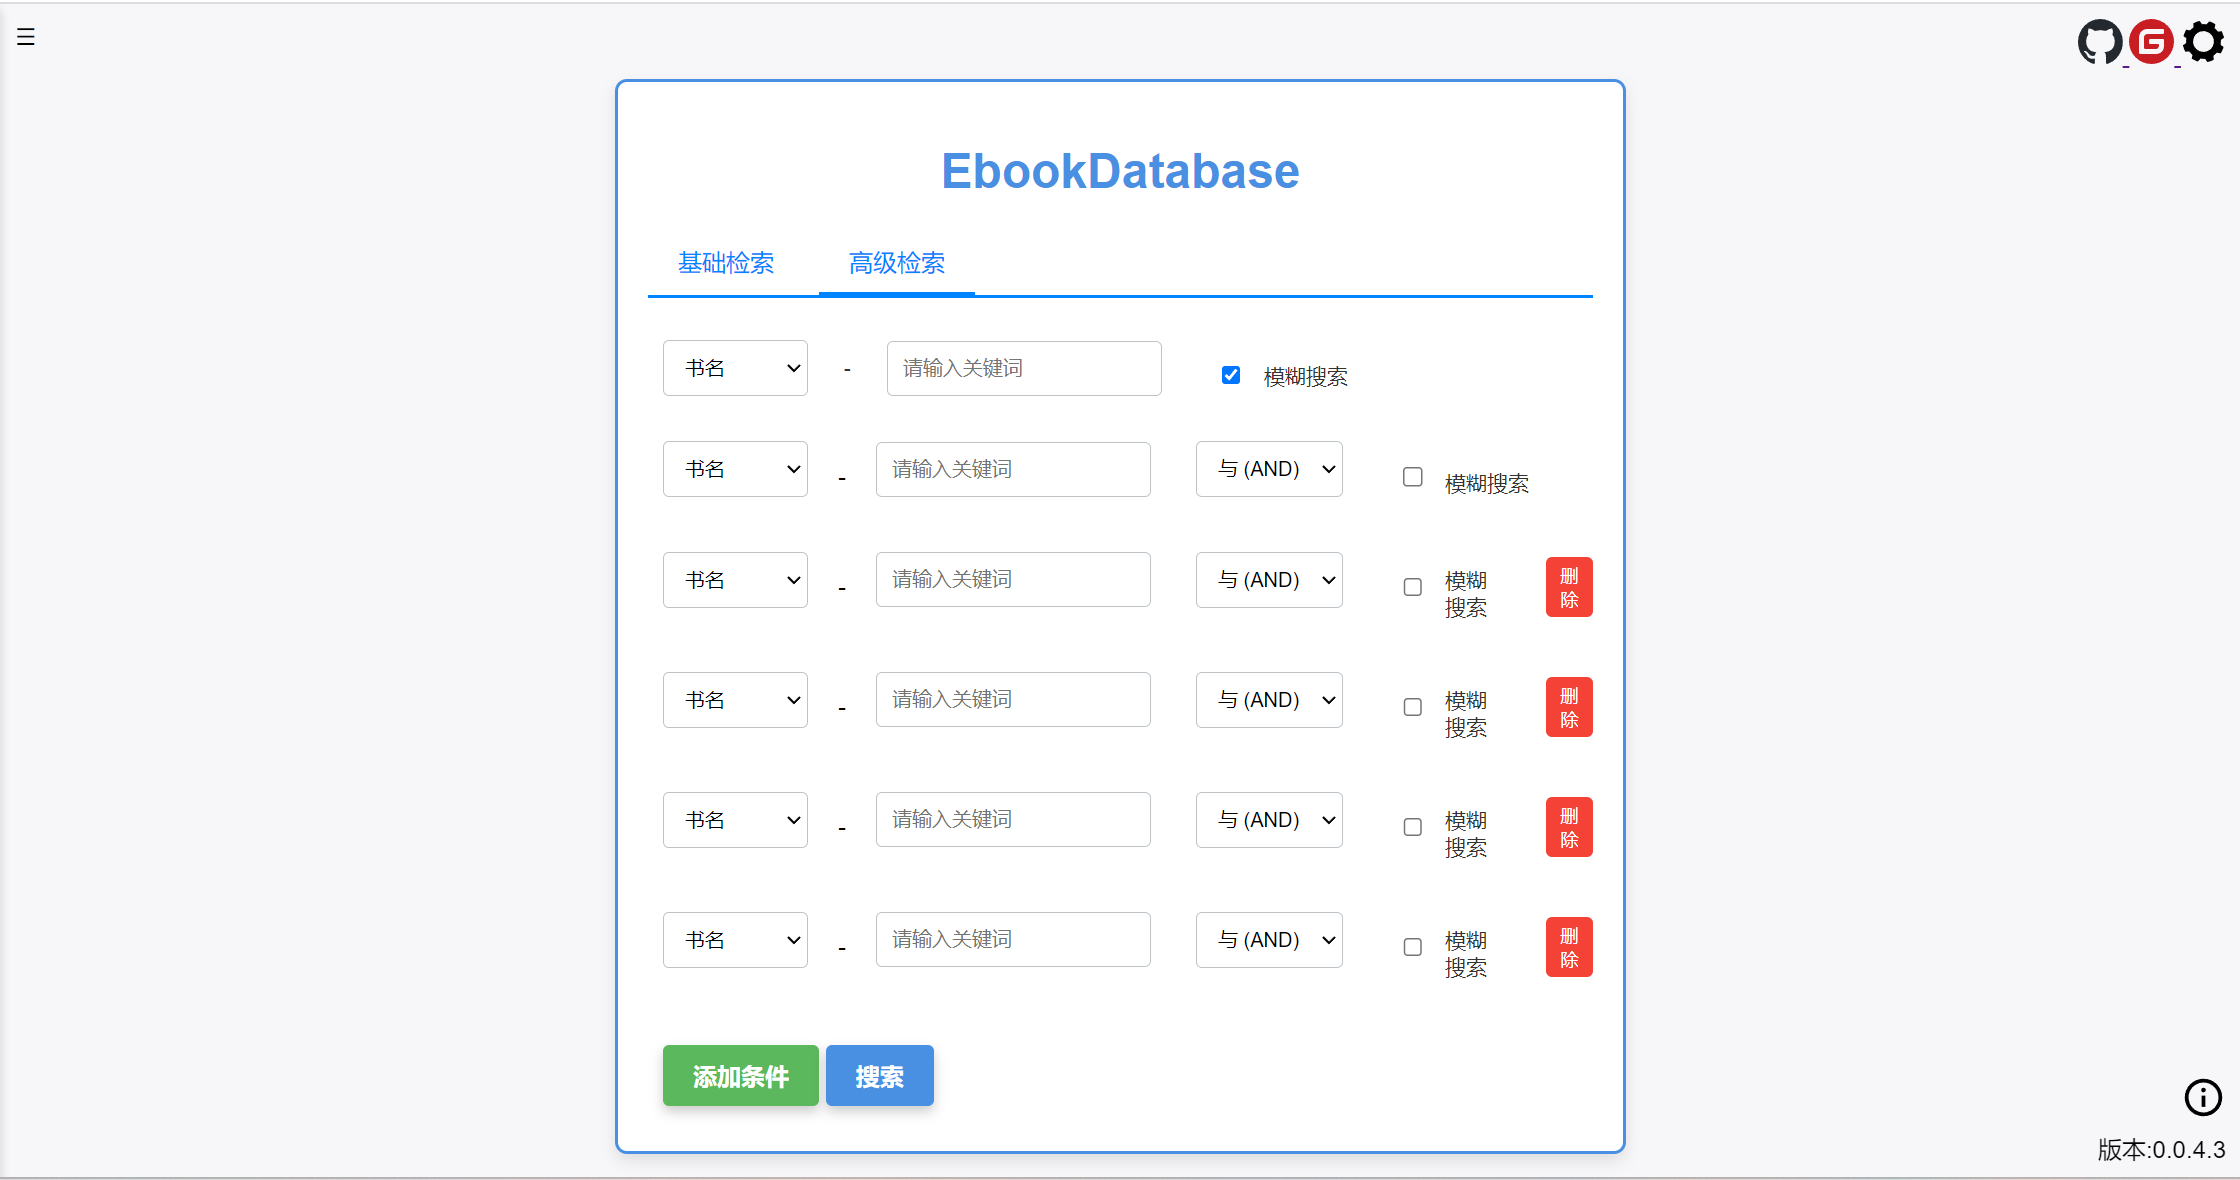 ☰
EbookDatabase
基础检索 高级检索
书名 - 请输入关键词 模糊搜索
书名 - 请输入关键词 与 (AND) 模糊搜索
书名 - 请输入关键词 与 (AND) 模糊
搜索 删
除
书名 - 请输入关键词 与 (AND) 模糊
搜索 删
除
书名 - 请输入关键词 与 (AND) 模糊
搜索 删
除
书名 - 请输入关键词 与 (AND) 模糊
搜索 删
除
添加条件 搜索
版本:0.0.4.3